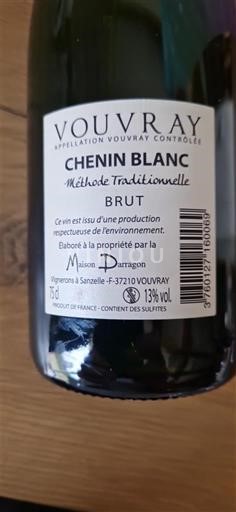 VOUVRAY
APPELLATION VOUVRAY CONTRÔLÉE
CHENIN BLANC
Méthode Traditionnelle
BRUT
Ce vin est issu d'une production
respectueuse de l'environnement.
Elaboré à la propriété par la
Maison Darragon
Vignerons à Sanzelle -F-37210 VOUVRAY
75cl 13% vol.
PRODUIT DE FRANCE - CONTIENT DES SULFITES
3760127160069